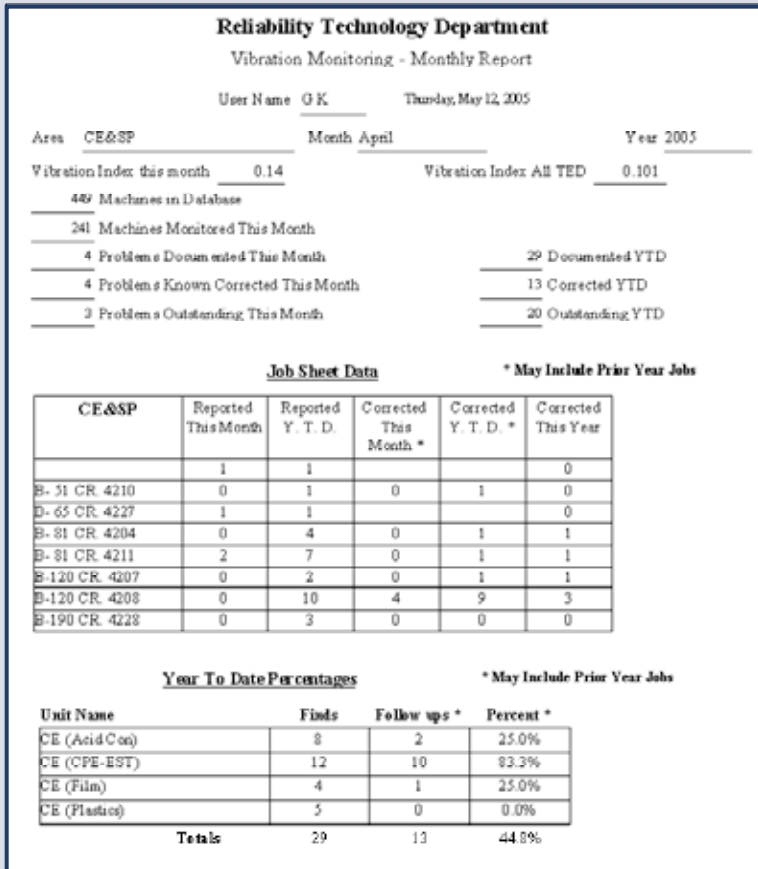 Reliability Technology Department
Vibration Monitoring - Monthly Report
User Name G K Thursday, May 12, 2005
Area CE&SP Month April Year 2005
Vibration Index this month 0.14 Vibration Index All TED 0.101
449 Machines in Database
241 Machines Monitored This Month
4 Problems Documented This Month 29 Documented YTD
4 Problems Known Corrected This Month 13 Corrected YTD
3 Problems Outstanding This Month 20 Outstanding YTD
Job Sheet Data * May Include Prior Year Jobs
CE&SP Reported This Month Reported Y. T. D. Corrected This Month * Corrected Y. T. D. * Corrected This Year
1 1 0
B- 51 CR. 4210 0 1 0 1 0
D- 65 CR. 4227 1 1 0
B- 81 CR. 4204 0 4 0 1 1
B- 81 CR. 4211 2 7 0 1 1
B-120 CR. 4207 0 2 0 1 1
B-120 CR. 4208 0 10 4 9 3
B-190 CR. 4228 0 3 0 0 0
Year To Date Percentages * May Include Prior Year Jobs
Unit Name Finds Follow ups * Percent *
CE (Acid Con) 8 2 25.0%
CE (CPE-EST) 12 10 83.3%
CE (Film) 4 1 25.0%
CE (Plastics) 5 0 0.0%
Totals 29 13 44.8%